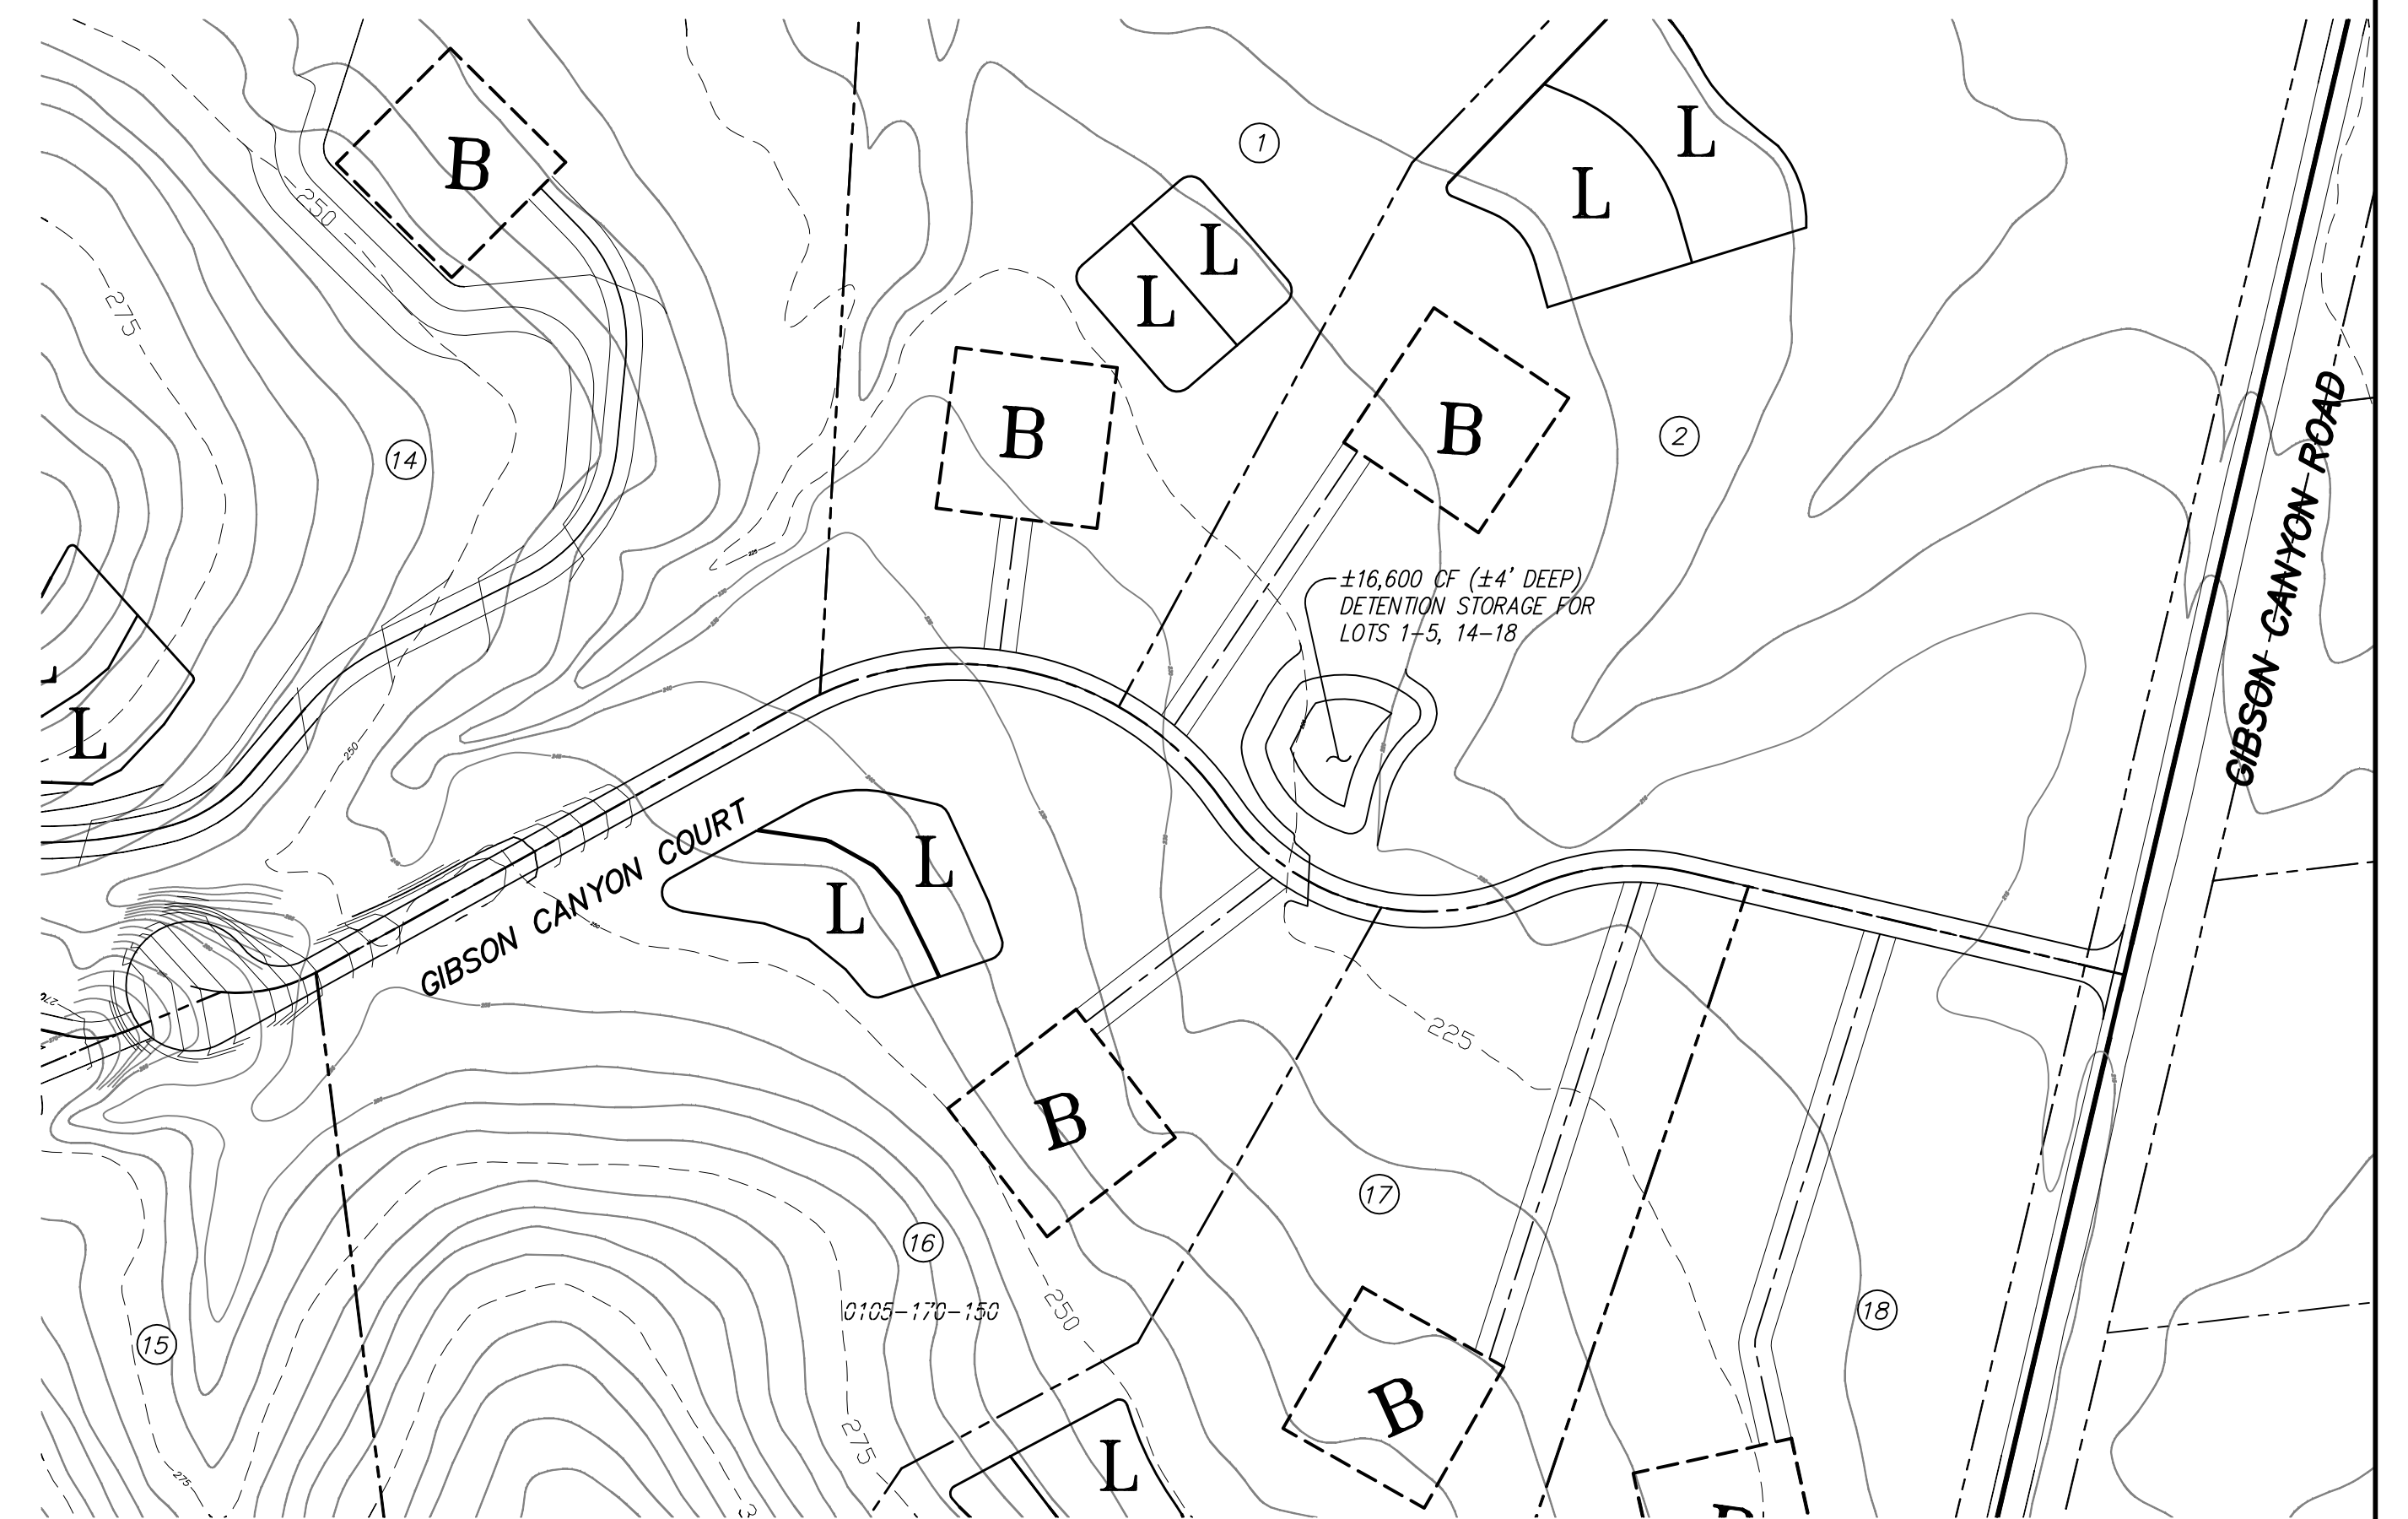 1
L
B
L
250
L
L
L
275
B
B
2
14
GIBSON CANYON ROAD
±16,600 CF (±4' DEEP)
DETENTION STORAGE FOR
LOTS 1-5, 14-18
225
L
250
GIBSON CANYON COURT
L
L
225
B
17
16
250
0105-170-150
18
15
275
B
L
275